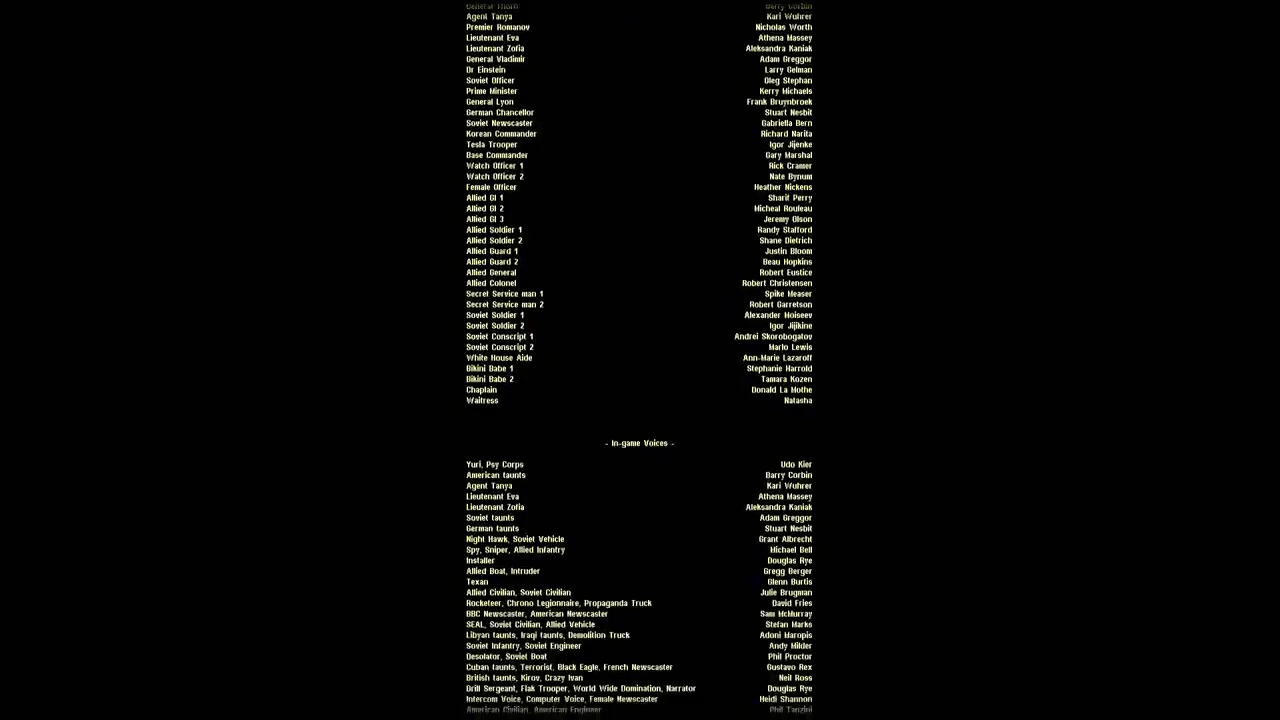 General Thorn Barry Corbin
Agent Tanya Kari Wuhrer
Premier Romanov Nicholas Worth
Lieutenant Eva Athena Massey
Lieutenant Zofia Aleksandra Kaniak
General Vladimir Adam Greggor
Dr Einstein Larry Gelman
Soviet Officer Oleg Stephan
Prime Minister Kerry Michaels
General Lyon Frank Bruynbroek
German Chancellor Stuart Nesbit
Soviet Newscaster Gabriella Bern
Korean Commander Richard Narita
Tesla Trooper Igor Jijenke
Base Commander Gary Marshal
Watch Officer 1 Rick Cramer
Watch Officer 2 Nate Bynum
Female Officer Heather Nickens
Allied GI 1 Sharif Perry
Allied GI 2 Micheal Rouleau
Allied GI 3 Jeremy Olson
Allied Soldier 1 Randy Stafford
Allied Soldier 2 Shane Dietrich
Allied Guard 1 Justin Bloom
Allied Guard 2 Beau Hopkins
Allied General Robert Eustice
Allied Colonel Robert Christensen
Secret Service man 1 Spike Measer
Secret Service man 2 Robert Garretson
Soviet Soldier 1 Alexander Moiseev
Soviet Soldier 2 Igor Jijikine
Soviet Conscript 1 Andrei Skorobogatov
Soviet Conscript 2 Marlo Lewis
White House Aide Ann-Marie Lazaroff
Bikini Babe 1 Stephanie Harrold
Bikini Babe 2 Tamara Kozen
Chaplain Donald La Mothe
Waitress Natasha
- In-game Voices -
Yuri, Psy Corps Udo Kier
American taunts Barry Corbin
Agent Tanya Kari Wuhrer
Lieutenant Eva Athena Massey
Lieutenant Zofia Aleksandra Kaniak
Soviet taunts Adam Greggor
German taunts Stuart Nesbit
Night Hawk, Soviet Vehicle Grant Albrecht
Spy, Sniper, Allied Infantry Michael Bell
Installer Douglas Rye
Allied Boat, Intruder Gregg Berger
Texan Glenn Burtis
Allied Civilian, Soviet Civilian Julie Brugman
Rocketeer, Chrono Legionnaire, Propaganda Truck David Fries
BBC Newscaster, American Newscaster Sam McMurray
SEAL, Soviet Civilian, Allied Vehicle Stefan Marks
Libyan taunts, Iraqi taunts, Demolition Truck Adoni Maropis
Soviet Infantry, Soviet Engineer Andy Milder
Desolator, Soviet Boat Phil Proctor
Cuban taunts, Terrorist, Black Eagle, French Newscaster Gustavo Rex
British taunts, Kirov, Crazy Ivan Neil Ross
Drill Sergeant, Flak Trooper, World Wide Domination, Narrator Douglas Rye
Intercom Voice, Computer Voice, Female Newscaster Heidi Shannon
American Civilian, American Engineer Phil Tanzini